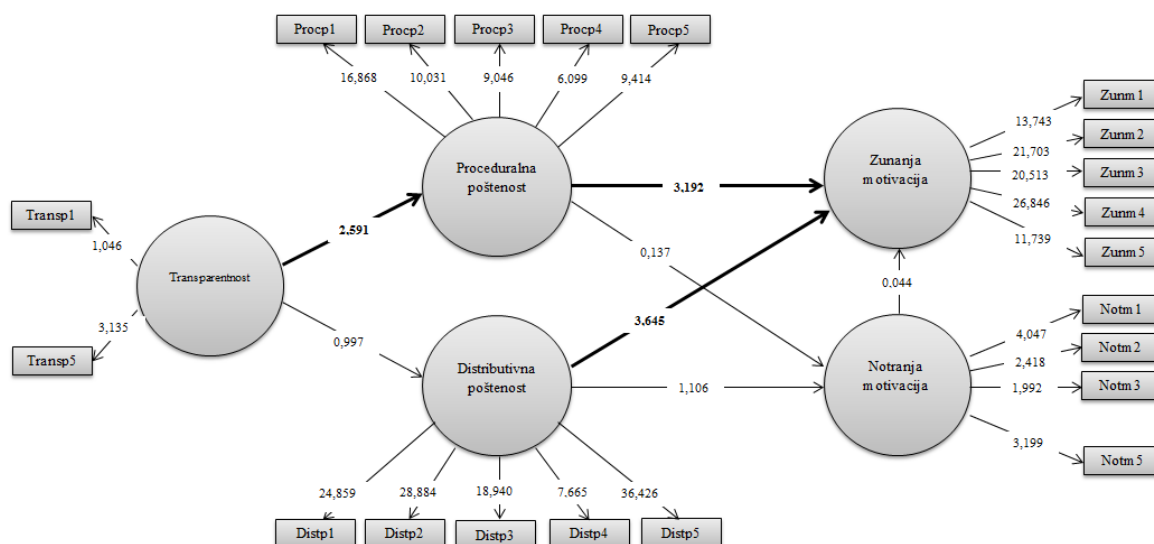 Procp1 Procp2 Procp3 Procp4 Procp5
16,868 10,031 9,046 6.099 9,414
Proceduralna
poštenost
Zunanja
motivacija
Zunm 1
Zunm 2
Zunm 3
Zunm 4
Zunm 5
13,743
21,703
20,513
26,846
11,739
3,192
Transp1
1,046
2.591
Transparentnost
0,137
0.044
3,135
Transp5
0,997
3.645
Distributivna
poštenost
1,106
Notranja
motivacija
Notm 1
Notm 2
Notm 3
Notm 5
4,047
2,418
1,992
3,199
24,859 28,884 18,940 7.665 36,426
Distp1 Distp2 Distp3 Distp4 Distp5